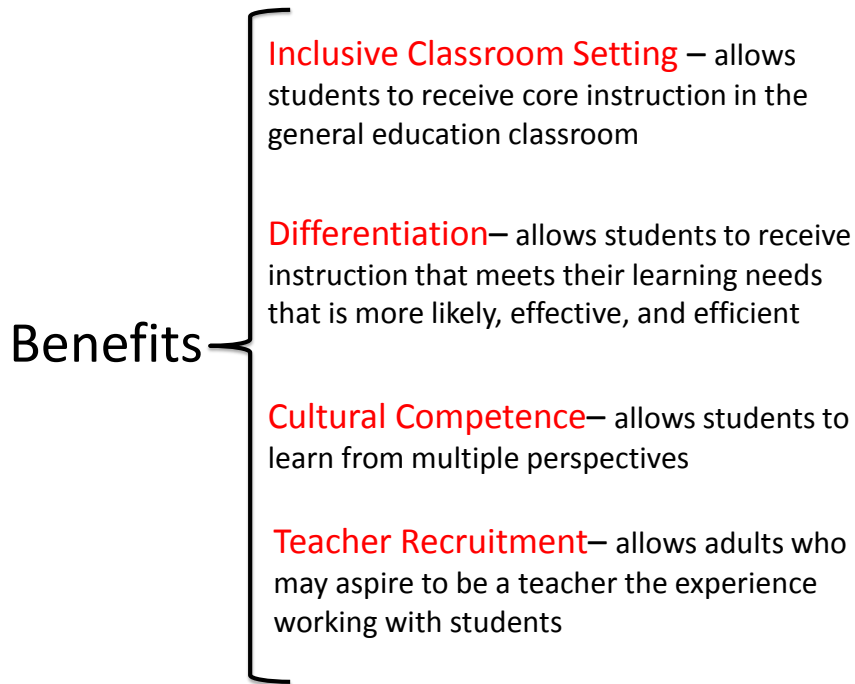 Benefits
Inclusive Classroom Setting – allows
students to receive core instruction in the
general education classroom
Differentiation– allows students to receive
instruction that meets their learning needs
that is more likely, effective, and efficient
Cultural Competence– allows students to
learn from multiple perspectives
Teacher Recruitment– allows adults who
may aspire to be a teacher the experience
working with students